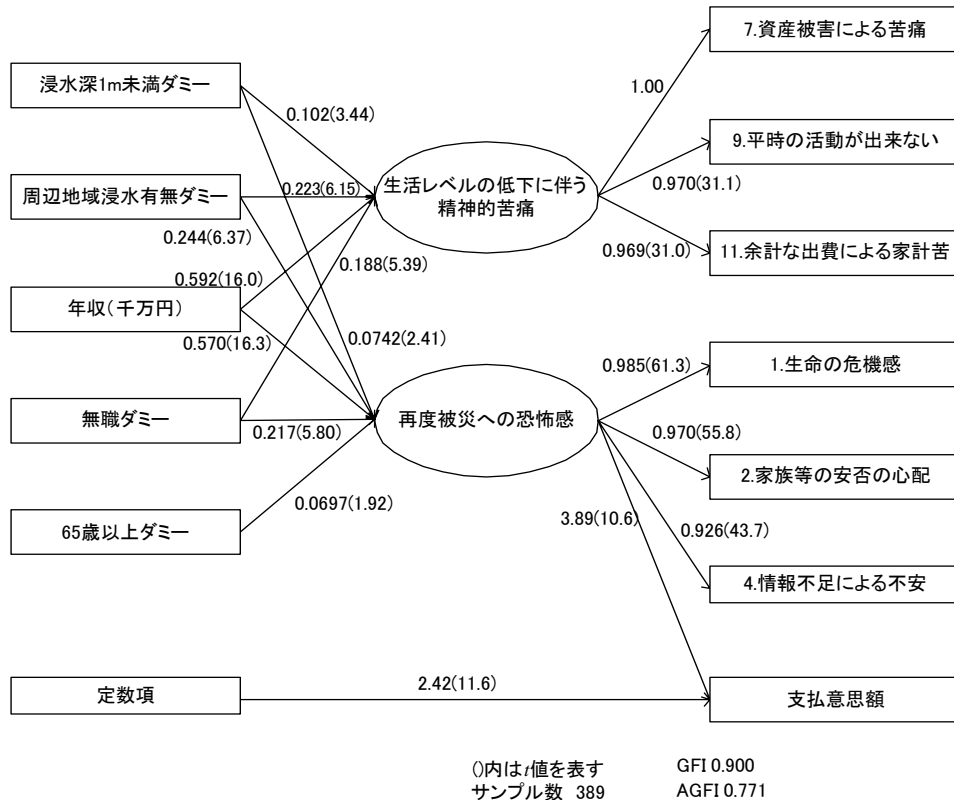 7.資産被害による苦痛
浸水深1m未満ダミー
1.00
0.102(3.44)
9.平時の活動が出来ない
周辺地域浸水有無ダミー
0.223(6.15)
生活レベルの低下に伴う
精神的苦痛
0.970(31.1)
0.244(6.37)
0.188(5.39)
0.969(31.0)
11.余計な出費による家計苦
0.592(16.0)
年収(千万円)
0.570(16.3)
0.0742(2.41)
0.985(61.3)
1.生命の危機感
無職ダミー
0.217(5.80)
再度被災への恐怖感
0.970(55.8)
2.家族等の安否の心配
0.0697(1.92)
3.89(10.6)
0.926(43.7)
65歳以上ダミー
4.情報不足による不安
定数項
2.42(11.6)
支払意思額
()内はt値を表す
GFI 0.900
サンプル数 389
AGFI 0.771